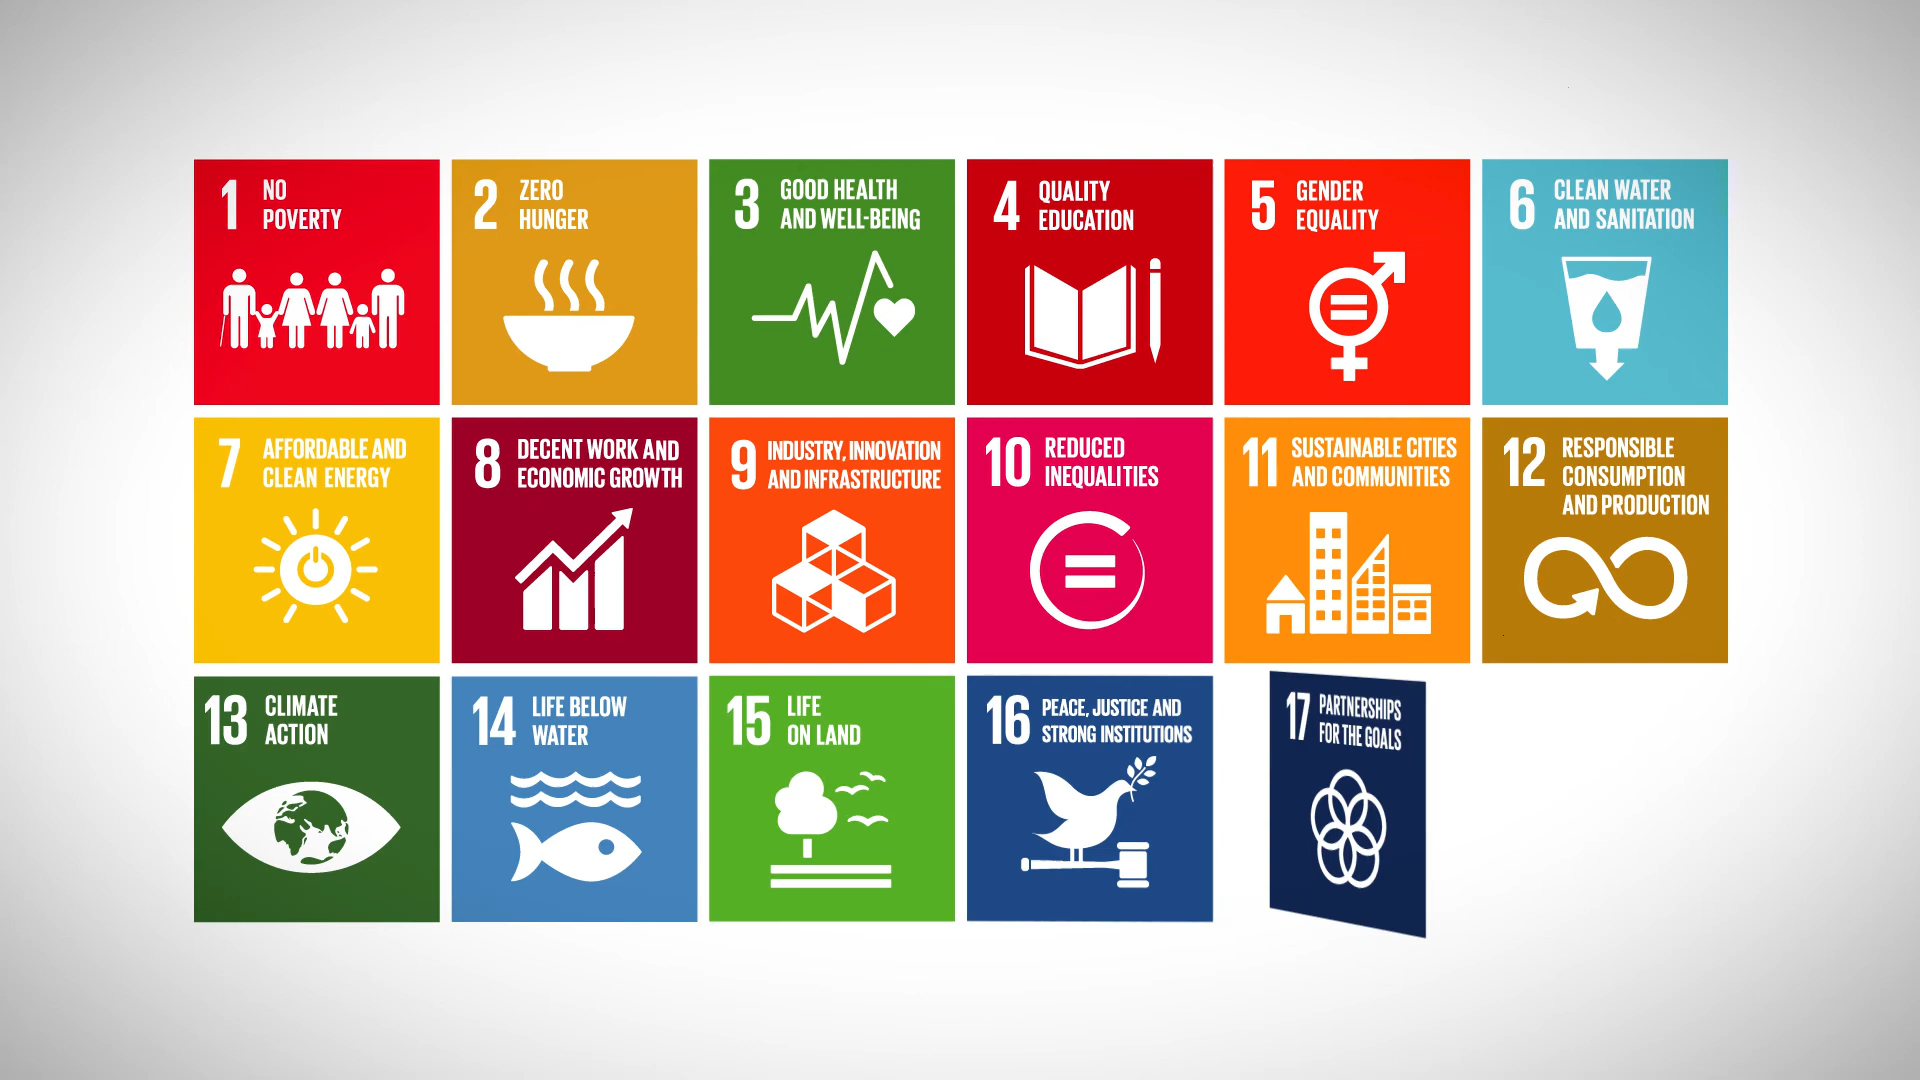 1 NO
POVERTY
2 ZERO
HUNGER
3 GOOD HEALTH
AND WELL-BEING
4 QUALITY
EDUCATION
5 GENDER
EQUALITY
6 CLEAN WATER
AND SANITATION
7 AFFORDABLE AND
CLEAN ENERGY
8 DECENT WORK AND
ECONOMIC GROWTH
9 INDUSTRY, INNOVATION
AND INFRASTRUCTURE
10 REDUCED
INEQUALITIES
11 SUSTAINABLE CITIES
AND COMMUNITIES
12 RESPONSIBLE
CONSUMPTION
AND PRODUCTION
13 CLIMATE
ACTION
14 LIFE BELOW
WATER
15 LIFE
ON LAND
16 PEACE, JUSTICE AND
STRONG INSTITUTIONS
17 PARTNERSHIPS
FOR THE GOALS